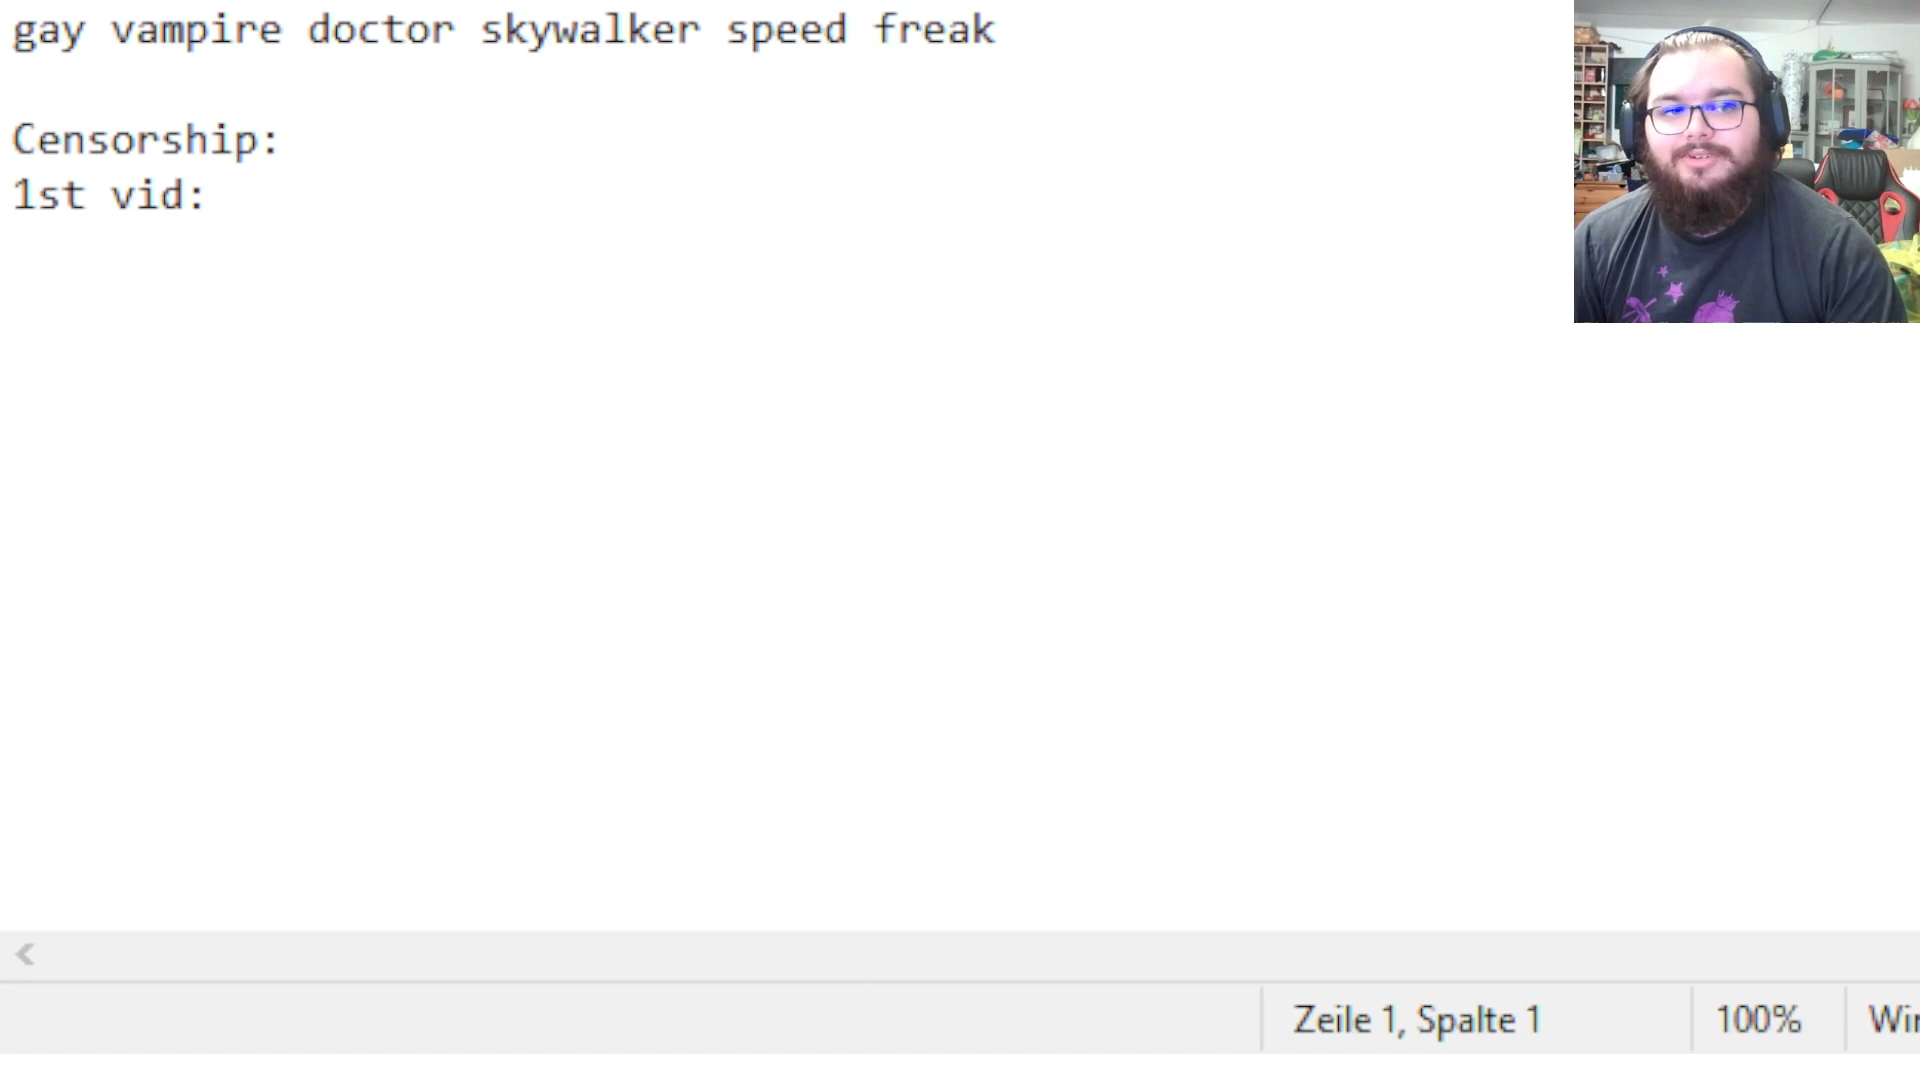 gay vampire doctor skywalker speed freak
Censorship:
1st vid:
Zeile 1, Spalte 1
100%